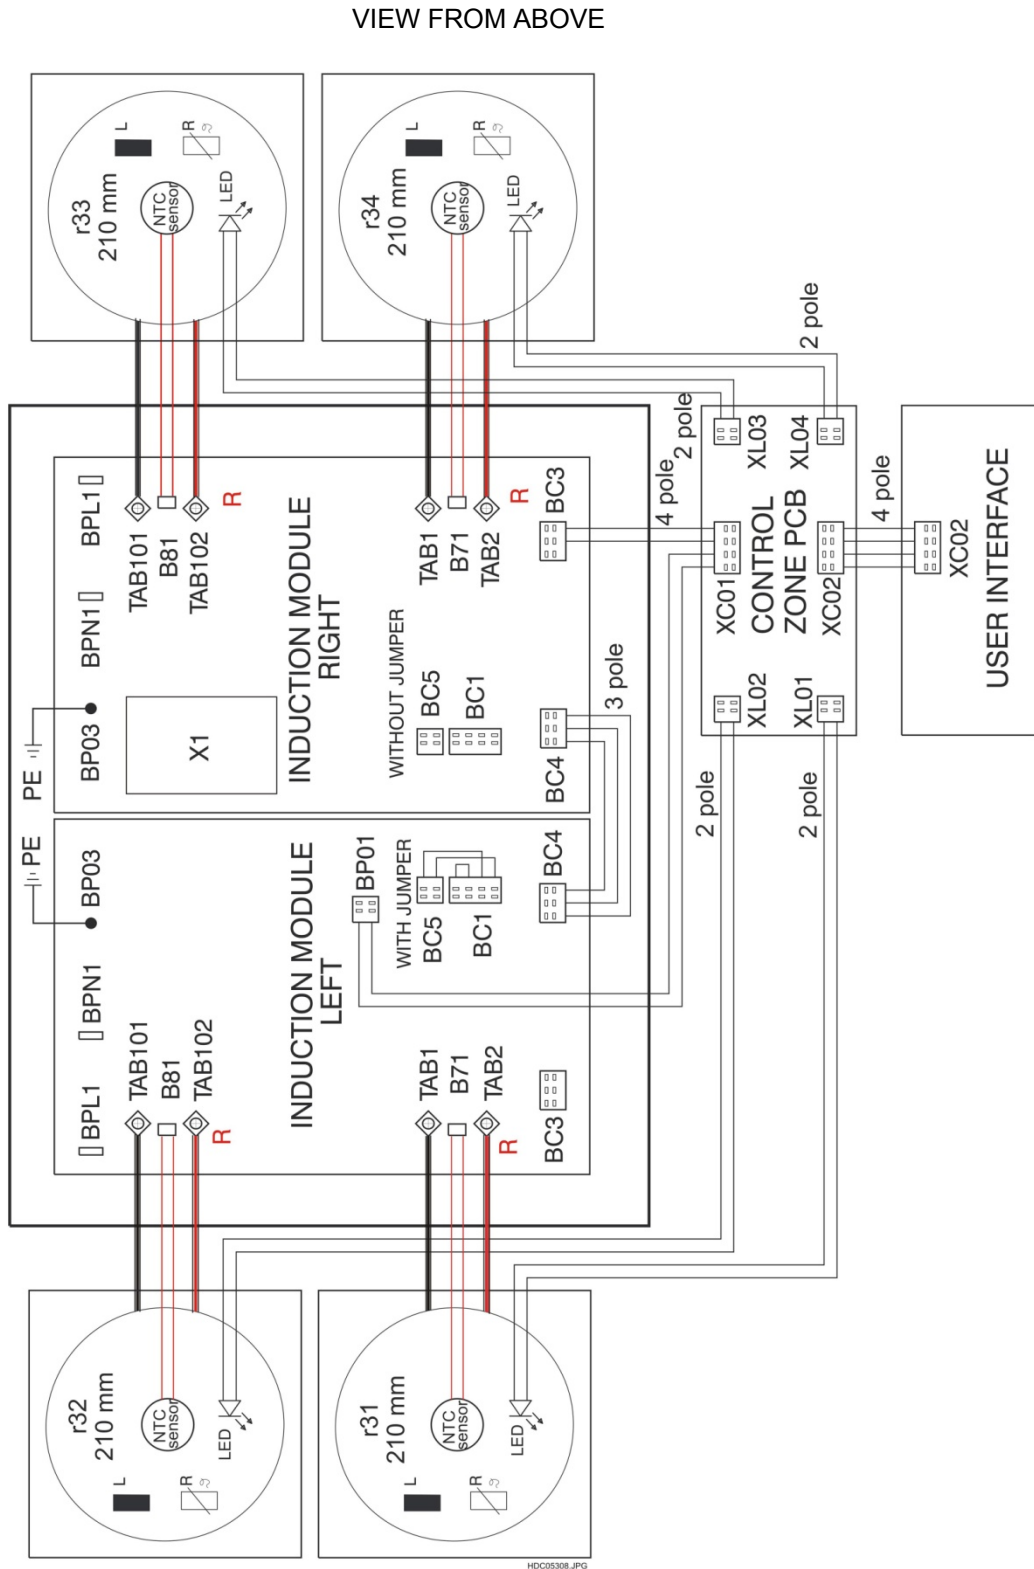 VIEW FROM ABOVE
r33
210 mm
L
R
NTC
sensor
LED
r34
210 mm
L
R
NTC
sensor
LED
2 pole
2 pole
4 pole
BPL1
TAB101
B81
TAB102
R
BPN1
INDUCTION MODULE
RIGHT
TAB1
B71
TAB2
R
BC3
PE
BP03
X1
WITHOUT JUMPER
BC5
BC1
BC4
3 pole
XL03
XL04
XC01
CONTROL
ZONE PCB
XC02
XL02
XL01
4 pole
XC02
USER INTERFACE
2 pole
2 pole
PE
BP03
BPN1
BPL1
TAB101
B81
TAB102
R
INDUCTION MODULE
LEFT
BP01
WITH JUMPER
BC5
BC1
BC4
TAB1
B71
TAB2
R
BC3
r32
210 mm
L
R
NTC
sensor
LED
r31
210 mm
L
R
NTC
sensor
LED
HDC05308.JPG